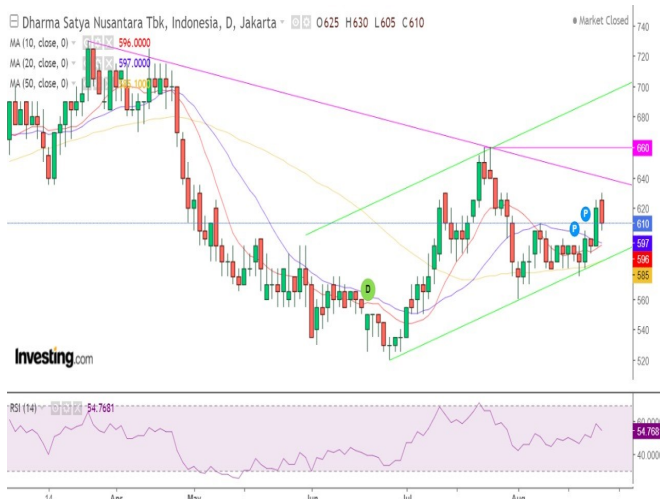 Dharma Satya Nusantara Tbk, Indonesia, D, Jakarta O625 H630 L605 C610
Market Closed
MA (10, close, 0) 596.0000
MA (20, close, 0) 597.0000
MA (50, close, 0)
740
720
700
680
660
640
620
610
597
596
585
560
540
520
P
P
D
Investing.com
RSI (14) 54.7681
60.0000
54.768
40.0000
14
Apr
May
Jun
Jul
Aug